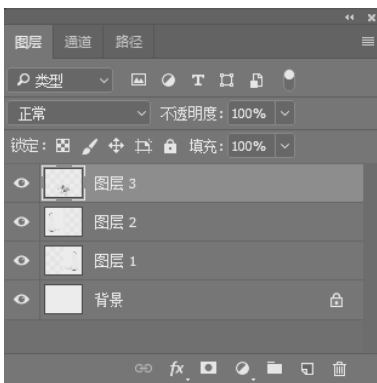 图层 通道 路径
类型
正常 不透明度: 100%
锁定: 填充: 100%
图层 3
图层 2
图层 1
背景
fx